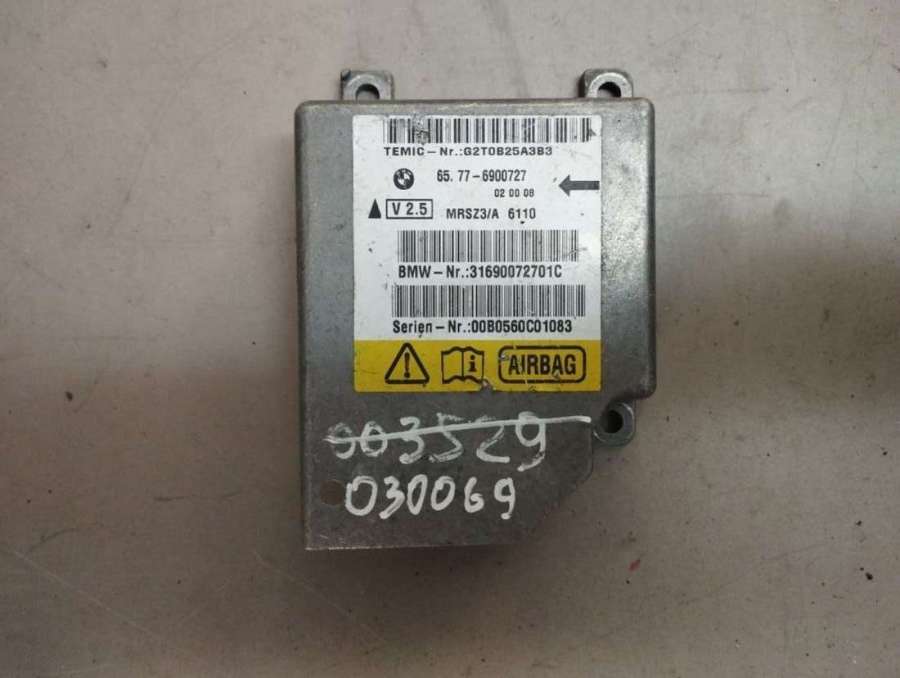 TEMIC-Nr.:G2T0B25A3B3
65.77-6900727
02 00 08
V 2.5 MRSZ3/A 6110
BMW-Nr.:31690072701C
Serien-Nr.:00B0560C01083
AIRBAG
003529
030069